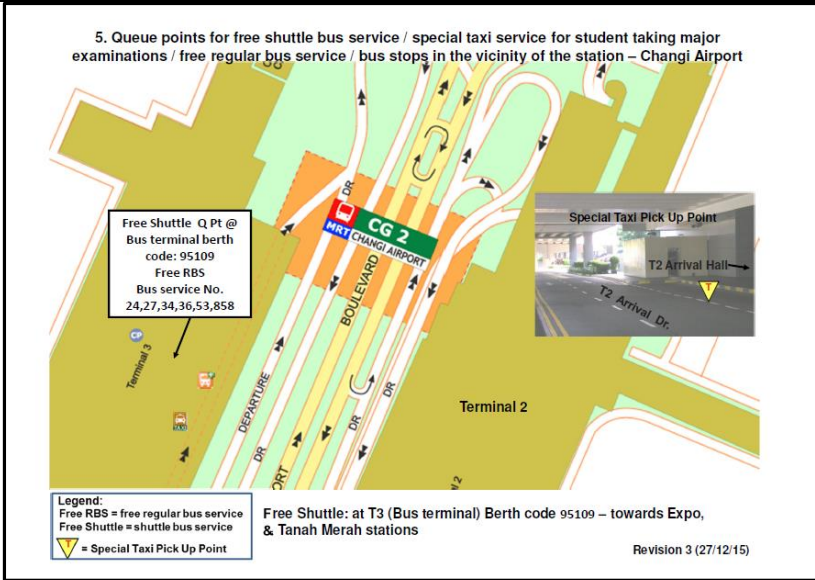 5. Queue points for free shuttle bus service / special taxi service for student taking major
examinations / free regular bus service / bus stops in the vicinity of the station – Changi Airport
DR
Free Shuttle Q Pt @
Bus terminal berth
code: 95109
Free RBS
Bus service No.
24,27,34,36,53,858
CG 2
MRT CHANGI AIRPORT
BOULEVARD
Special Taxi Pick Up Point
T2 Arrival Hall
T
T2 Arrival Dr.
CP
Terminal 3
TAXI
DEPARTURE
DR
DR
DR
Terminal 2
ORT
l 2
Legend:
Free RBS = free regular bus service
Free Shuttle = shuttle bus service
T = Special Taxi Pick Up Point
Free Shuttle: at T3 (Bus terminal) Berth code 95109 – towards Expo,
& Tanah Merah stations
Revision 3 (27/12/15)